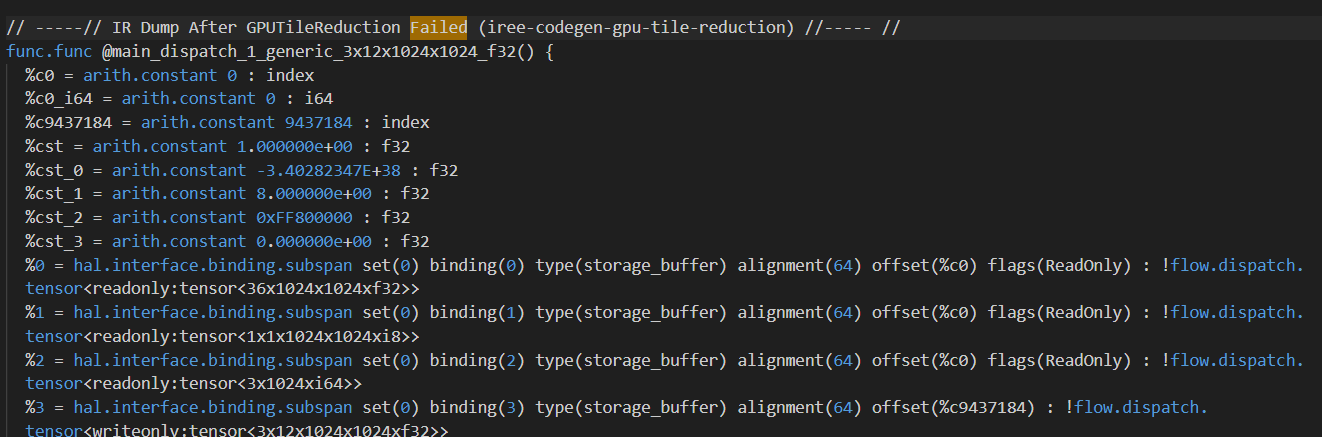 // -----// IR Dump After GPUTileReduction Failed (iree-codegen-gpu-tile-reduction) //----- //
func.func @main_dispatch_1_generic_3x12x1024x1024_f32() {
%c0 = arith.constant 0 : index
%c0_i64 = arith.constant 0 : i64
%c9437184 = arith.constant 9437184 : index
%cst = arith.constant 1.000000e+00 : f32
%cst_0 = arith.constant -3.40282347E+38 : f32
%cst_1 = arith.constant 8.000000e+00 : f32
%cst_2 = arith.constant 0xFF800000 : f32
%cst_3 = arith.constant 0.000000e+00 : f32
%0 = hal.interface.binding.subspan set(0) binding(0) type(storage_buffer) alignment(64) offset(%c0) flags(ReadOnly) : !flow.dispatch.
tensor<readonly:tensor<36x1024x1024xf32>>
%1 = hal.interface.binding.subspan set(0) binding(1) type(storage_buffer) alignment(64) offset(%c0) flags(ReadOnly) : !flow.dispatch.
tensor<readonly:tensor<1x1x1024x1024xi8>>
%2 = hal.interface.binding.subspan set(0) binding(2) type(storage_buffer) alignment(64) offset(%c0) flags(ReadOnly) : !flow.dispatch.
tensor<readonly:tensor<3x1024xi64>>
%3 = hal.interface.binding.subspan set(0) binding(3) type(storage_buffer) alignment(64) offset(%c9437184) : !flow.dispatch.
tensor<writeonly:tensor<3x12x1024x1024xf32>>